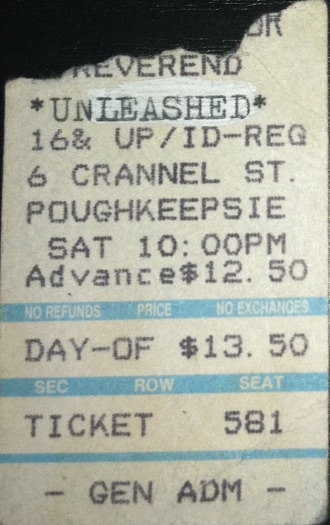 OR
REVEREND
*UNLEASHED*
16& UP/ID-REQ
6 CRANNEL ST.
POUGHKEEPSIE
SAT 10:00PM
Advance$12.50
NO REFUNDS PRICE NO EXCHANGES
DAY-OF $13.50
SEC ROW SEAT
TICKET 581
- GEN ADM -